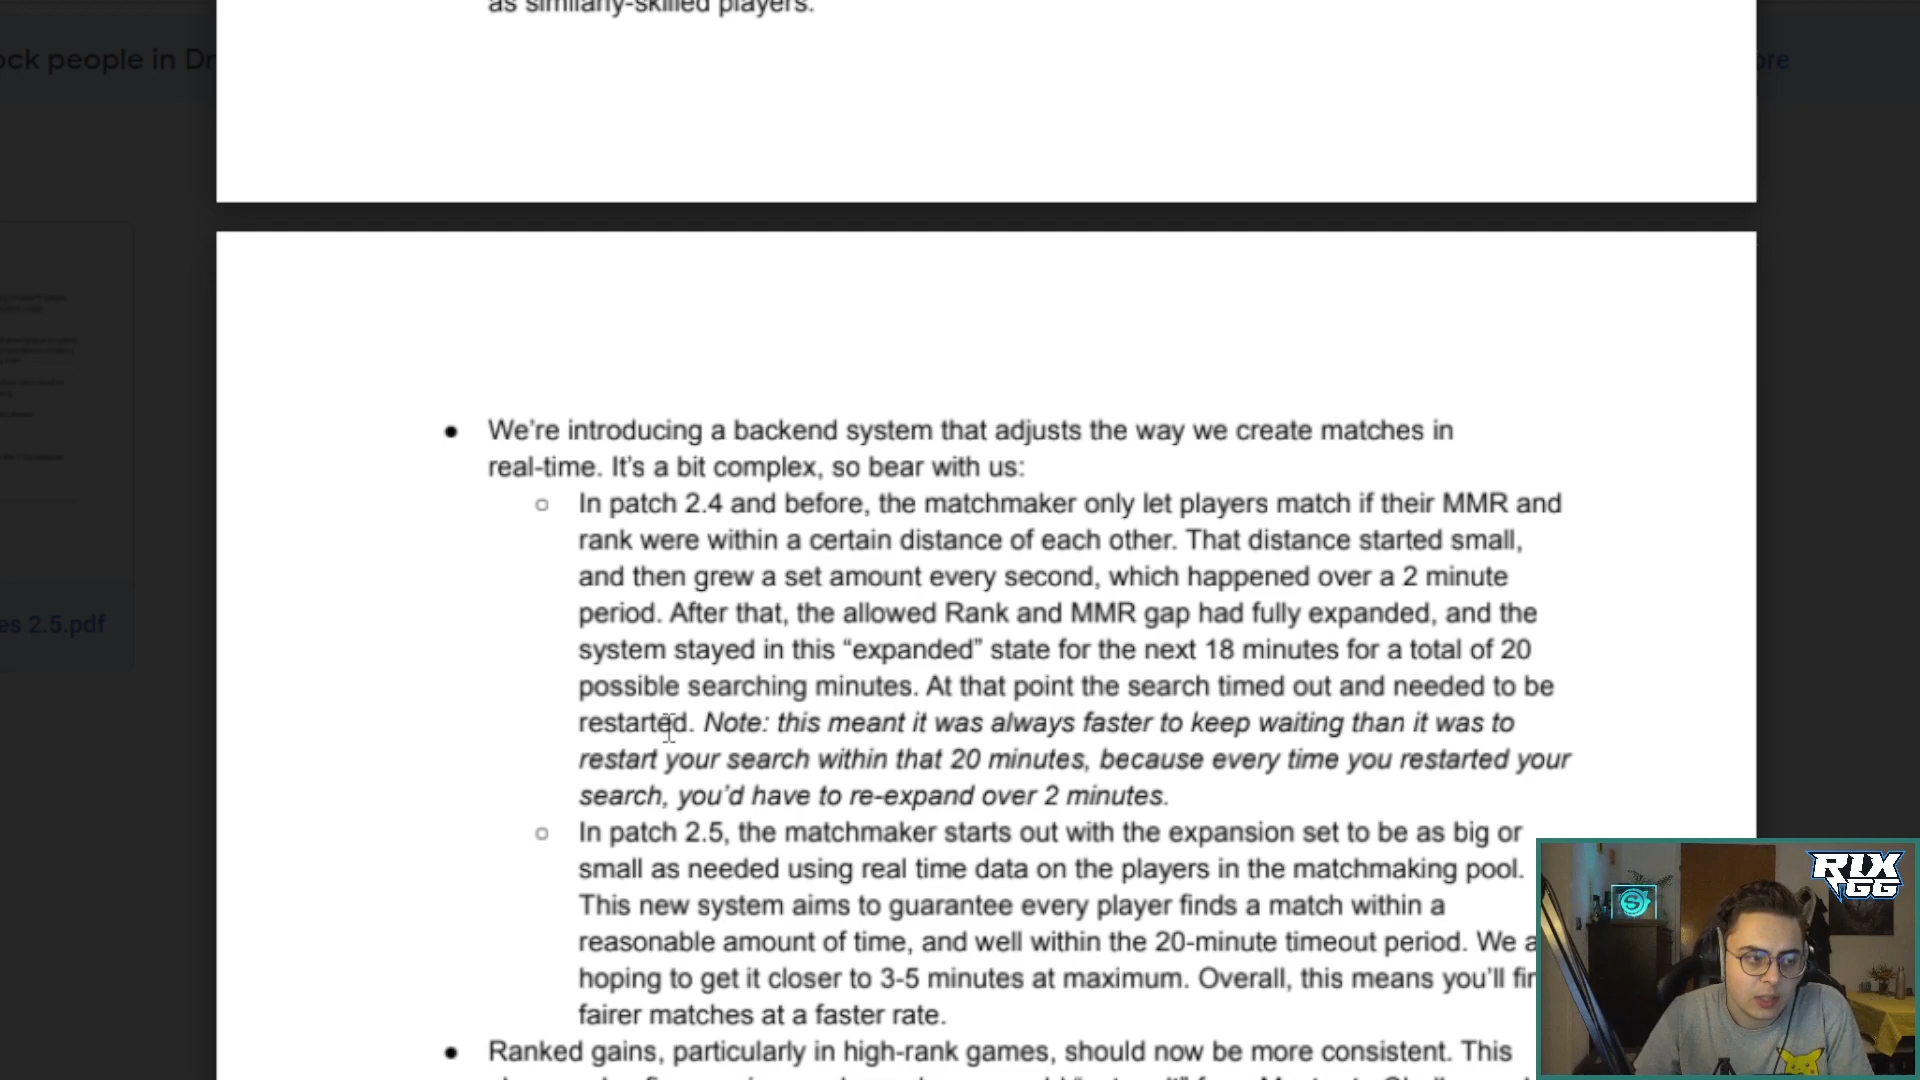 as similarly-skilled players.
ock people in Dr
ore
We’re introducing a backend system that adjusts the way we create matches in
real-time. It’s a bit complex, so bear with us:
In patch 2.4 and before, the matchmaker only let players match if their MMR and
rank were within a certain distance of each other. That distance started small,
and then grew a set amount every second, which happened over a 2 minute
period. After that, the allowed Rank and MMR gap had fully expanded, and the
system stayed in this “expanded” state for the next 18 minutes for a total of 20
possible searching minutes. At that point the search timed out and needed to be
restarted. Note: this meant it was always faster to keep waiting than it was to
restart your search within that 20 minutes, because every time you restarted your
search, you’d have to re-expand over 2 minutes.
In patch 2.5, the matchmaker starts out with the expansion set to be as big or
small as needed using real time data on the players in the matchmaking pool.
This new system aims to guarantee every player finds a match within a
reasonable amount of time, and well within the 20-minute timeout period. We a
hoping to get it closer to 3-5 minutes at maximum. Overall, this means you’ll fin
fairer matches at a faster rate.
Ranked gains, particularly in high-rank games, should now be more consistent. This
es 2.5.pdf
RIX
GG